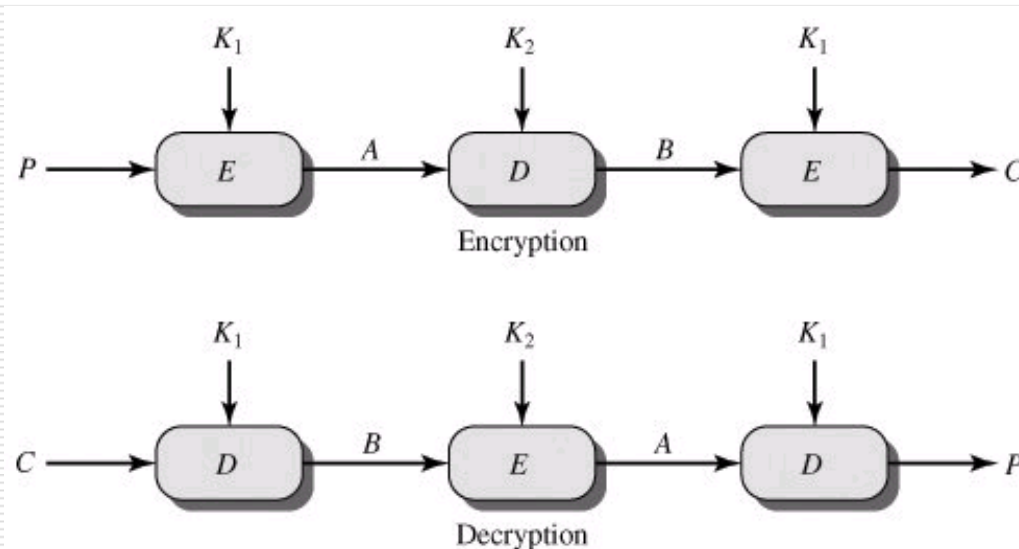 K1 K2 K1
P E A D B E C
Encryption
K1 K2 K1
C D B E A D P
Decryption